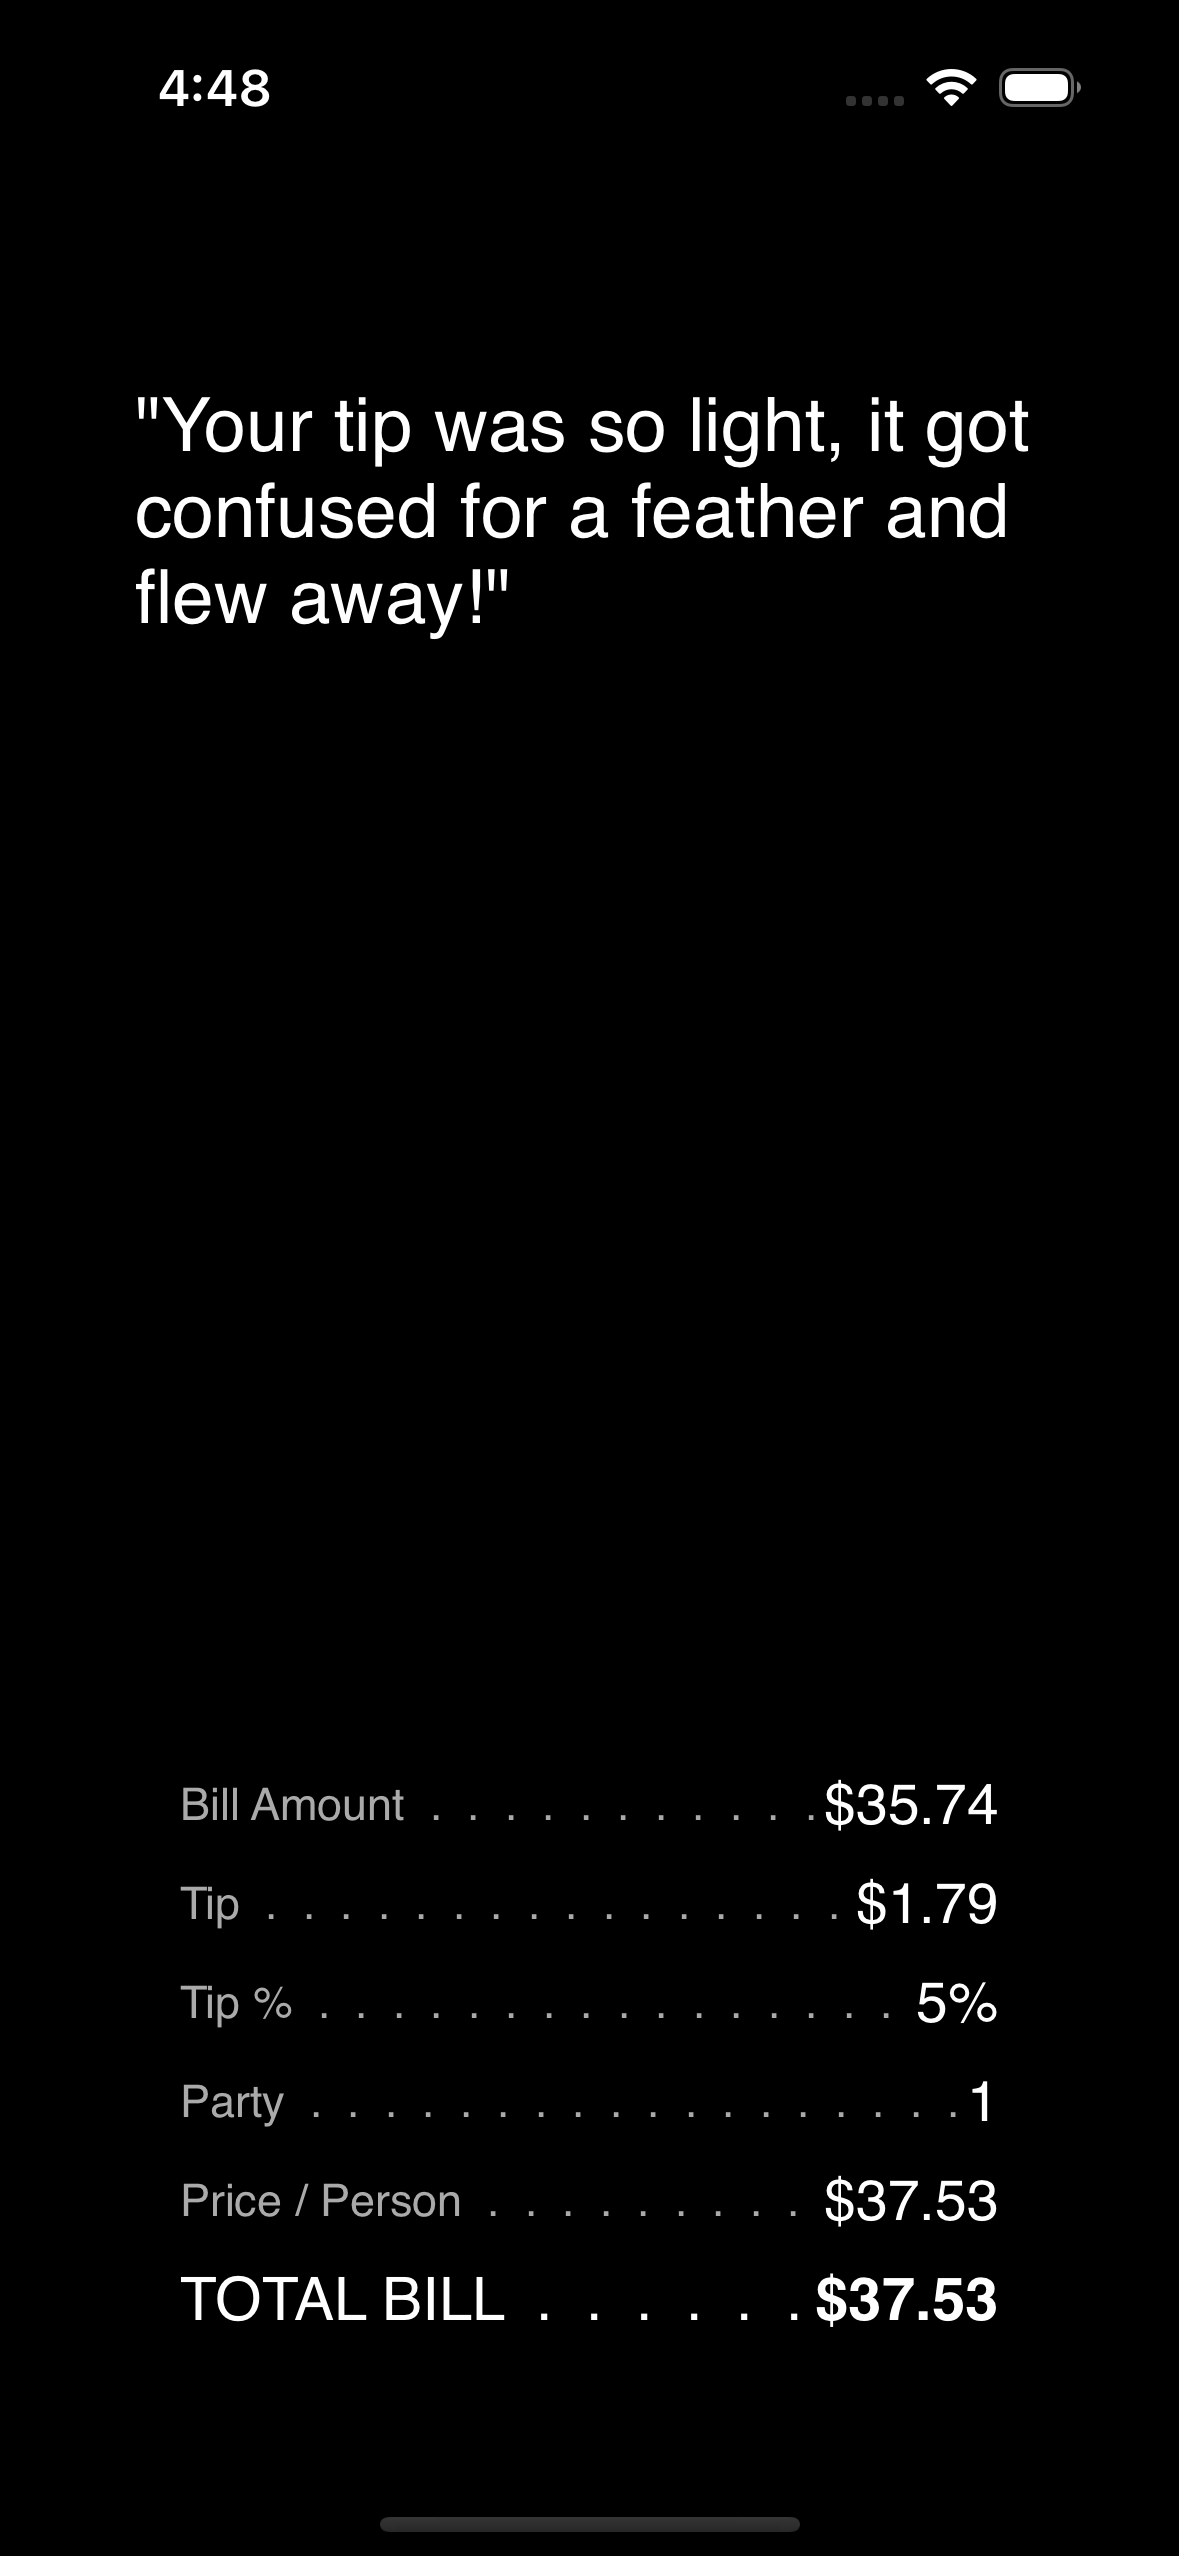 4:48
"Your tip was so light, it got
confused for a feather and
flew away!"
Bill Amount . . . . . . . . . . . $35.74
Tip . . . . . . . . . . . . . . . . $1.79
Tip % . . . . . . . . . . . . . . . . 5%
Party . . . . . . . . . . . . . . . . . . 1
Price / Person . . . . . . . . . $37.53
TOTAL BILL . . . . . . $37.53